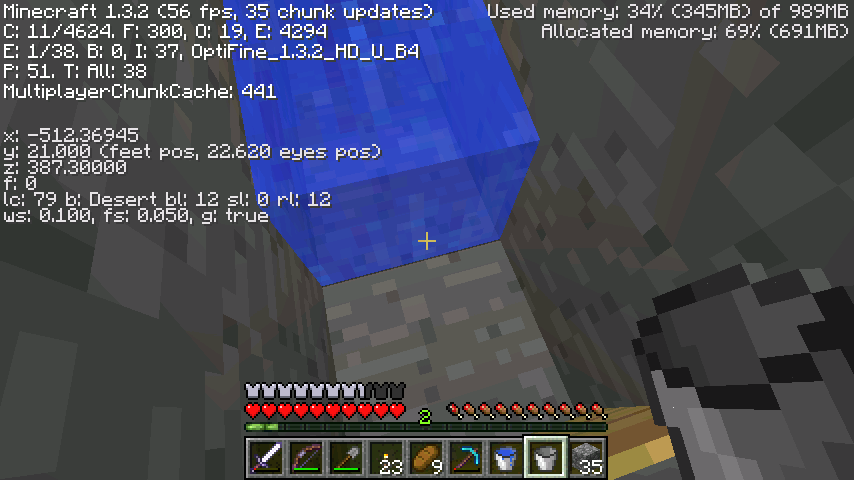 Minecraft 1.3.2 (56 fps, 35 chunk updates)
Used memory: 34% (345MB) of 989MB
C: 11/4624. F: 300, O: 19, E: 4294
Allocated memory: 69% (691MB)
E: 1/38. B: 0, I: 37, OptiFine_1.3.2_HD_U_B4
P: 51. T: All: 38
MultiplayerChunkCache: 441
x: -512.36945
y: 21.000 (feet pos, 22.620 eyes pos)
z: 387.30000
f: 0
lc: 79 b: Desert bl: 12 sl: 0 rl: 12
ws: 0.100, fs: 0.050, g: true
2
23
9
35